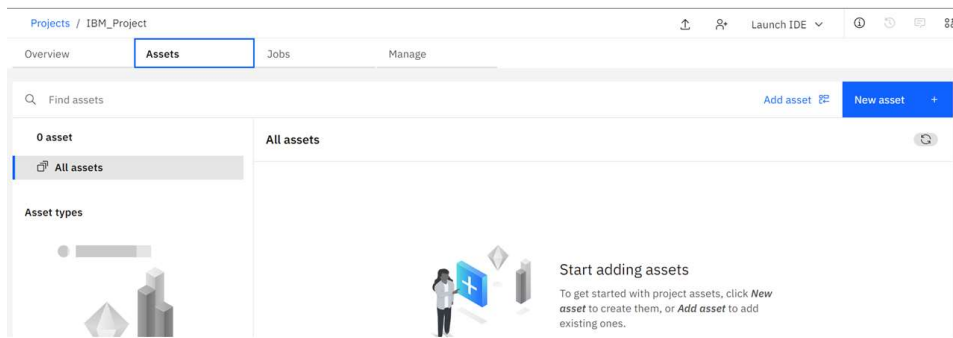 Projects / IBM_Project
Launch IDE
Overview
Assets
Jobs
Manage
Find assets
Add asset
New asset +
0 asset
All assets
All assets
Asset types
Start adding assets
To get started with project assets, click New
asset to create them, or Add asset to add
existing ones.